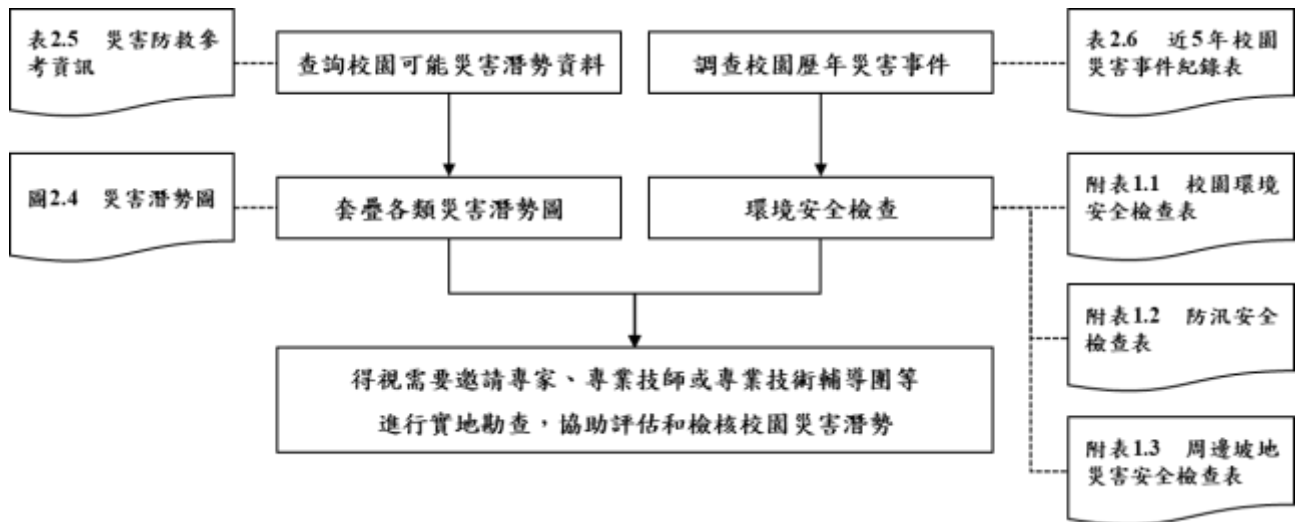 表2.5 災害防救參
考資訊
查詢校園可能災害潛勢資料
調查校園歷年災害事件
表2.6 近5年校園
災害事件紀錄表
圖2.4 災害潛勢圖
套疊各類災害潛勢圖
環境安全檢查
附表1.1 校園環境
安全檢查表
附表1.2 防汛安全
檢查表
得視需要邀請專家、專業技師或專業技術輔導團等
進行實地勘查，協助評估和檢核校園災害潛勢
附表1.3 周邊坡地
災害安全檢查表